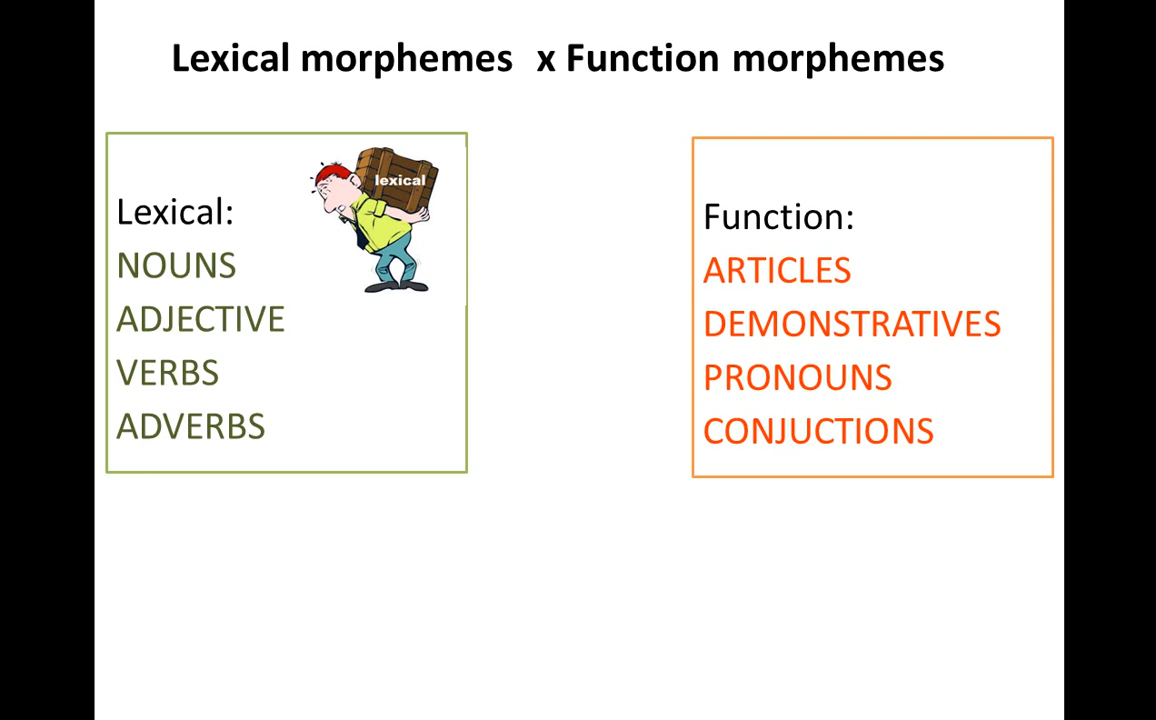 Lexical morphemes x Function morphemes
lexical
Lexical:
NOUNS
ADJECTIVE
VERBS
ADVERBS
Function:
ARTICLES
DEMONSTRATIVES
PRONOUNS
CONJUCTIONS